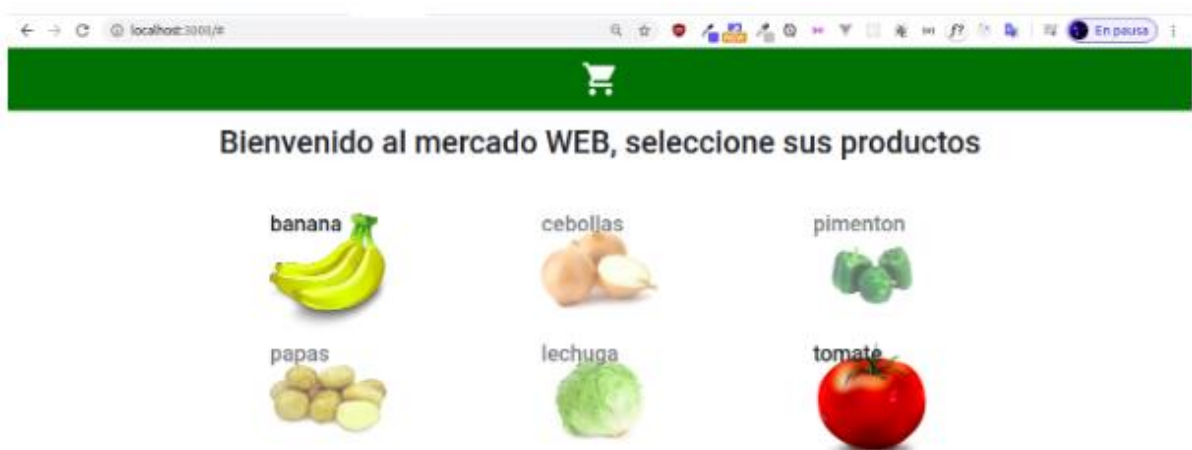 localhost:3000/#
En pausa
Bienvenido al mercado WEB, seleccione sus productos
banana
cebollas
pimenton
papas
lechuga
tomate